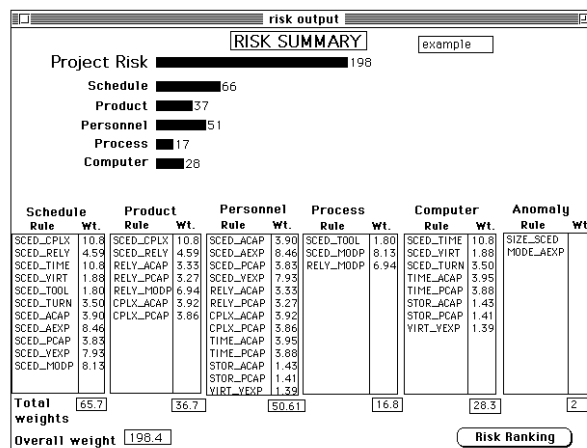 risk output
RISK SUMMARY
example
Project Risk 198
Schedule 66
Product 37
Personnel 51
Process 17
Computer 28
Schedule Product Personnel Process Computer Anomaly
Rule Wt. Rule Wt. Rule Wt. Rule Wt. Rule Wt. Rule Wt.
SCED_CPLX 10.8 SCED_CPLX 10.8 SCED_ACAP 3.90 SCED_TOOL 1.80 SCED_TIME 10.8 SIZE_SCED
SCED_RELY 4.59 SCED_RELY 4.59 SCED_AEXP 8.46 SCED_MODP 8.13 SCED_VIRT 1.88 MODE_AEXP
SCED_TIME 10.8 RELY_ACAP 3.33 SCED_PCAP 3.83 RELY_MODP 6.94 SCED_TURN 3.50
SCED_VIRT 1.88 RELY_PCAP 3.27 SCED_YEXP 7.93 TIME_ACAP 3.95
SCED_TOOL 1.80 RELY_MODP 6.94 RELY_ACAP 3.33 TIME_PCAP 3.88
SCED_TURN 3.50 CPLX_ACAP 3.92 RELY_PCAP 3.27 STOR_ACAP 1.43
SCED_ACAP 3.90 CPLX_PCAP 3.86 CPLX_ACAP 3.92 STOR_PCAP 1.41
SCED_AEXP 8.46 CPLX_PCAP 3.86 VIRT_YEXP 1.39
SCED_PCAP 3.83 TIME_ACAP 3.95
SCED_YEXP 7.93 TIME_PCAP 3.88
SCED_MODP 8.13 STOR_ACAP 1.43
STOR_PCAP 1.41
VIRT_YEXP 1.39
Total weights 65.7 36.7 50.61 16.8 28.3 2
Overall weight 198.4 Risk Ranking